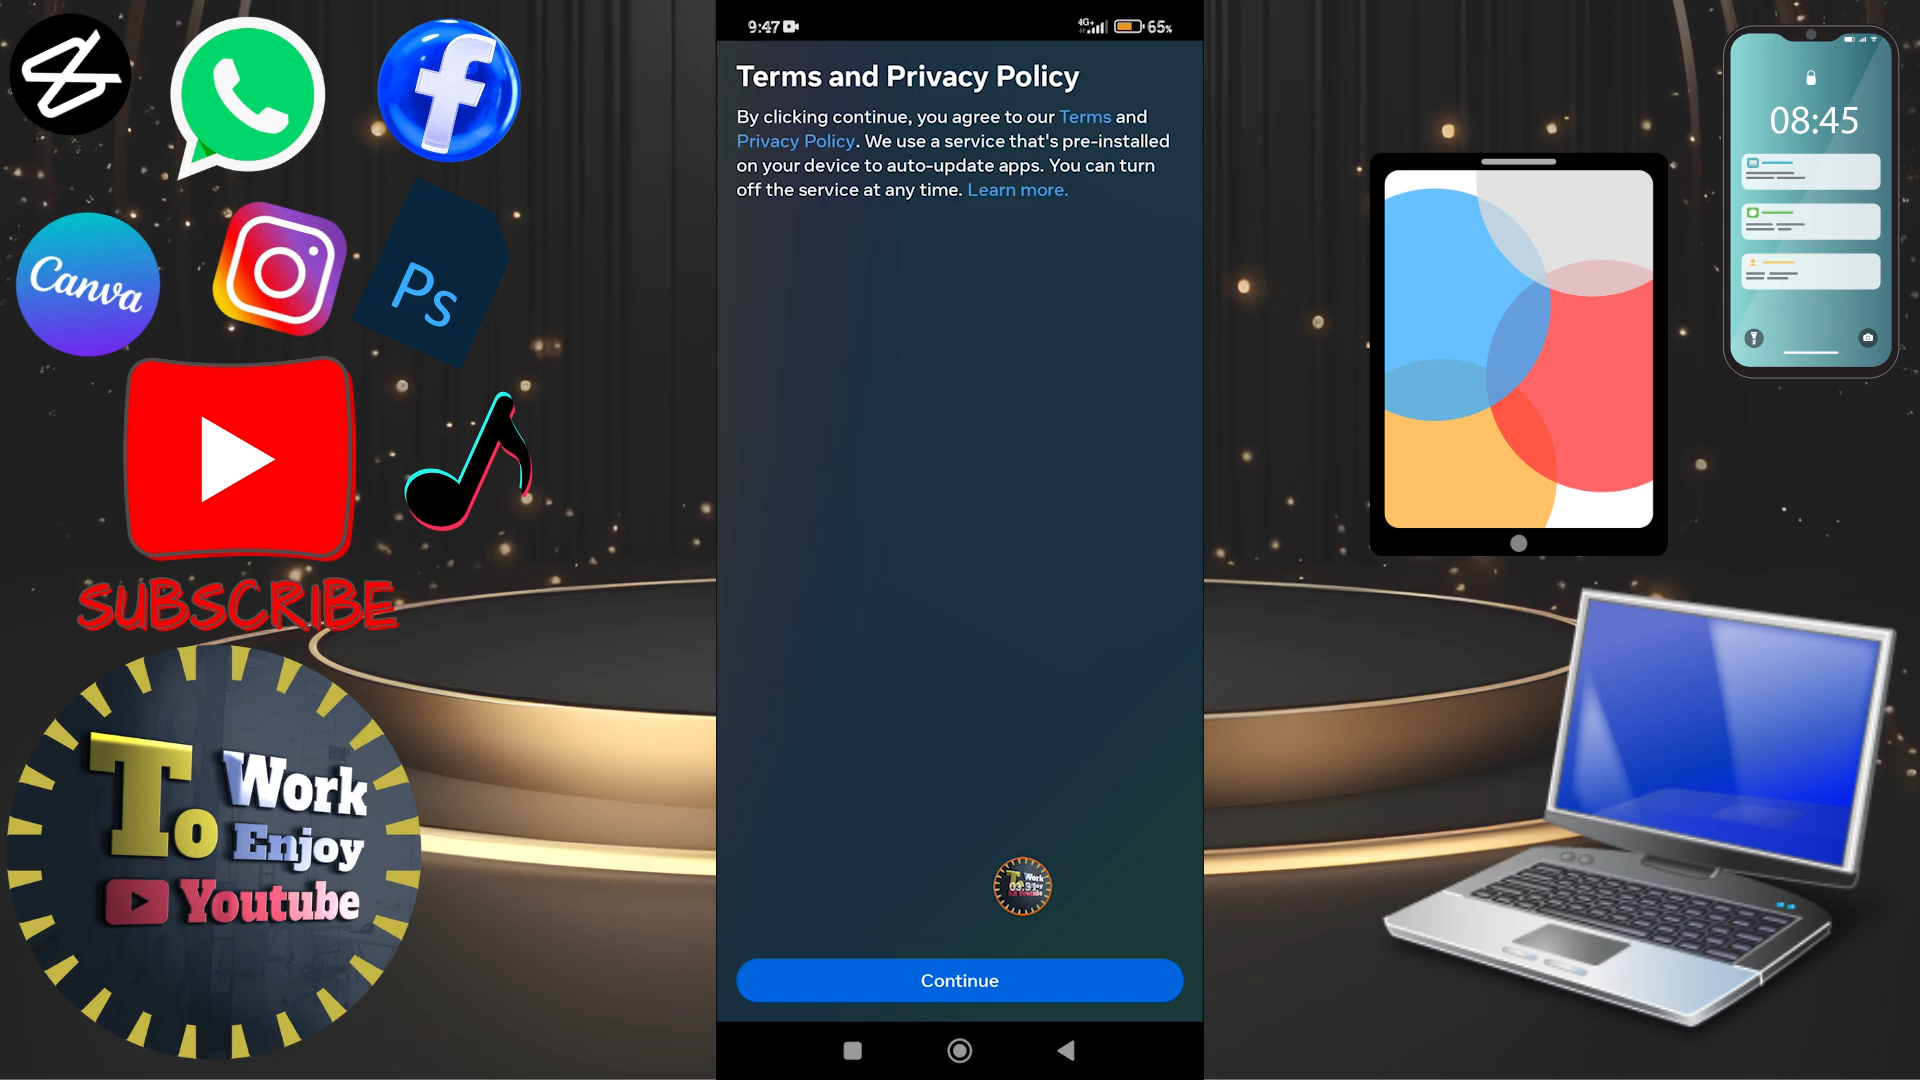 9:47
4G+
65%
Terms and Privacy Policy
By clicking continue, you agree to our Terms and
Privacy Policy. We use a service that's pre-installed
on your device to auto-update apps. You can turn
off the service at any time. Learn more.
Continue
Canva
Ps
SUBSCRIBE
To Work
Enjoy
Youtube
08:45